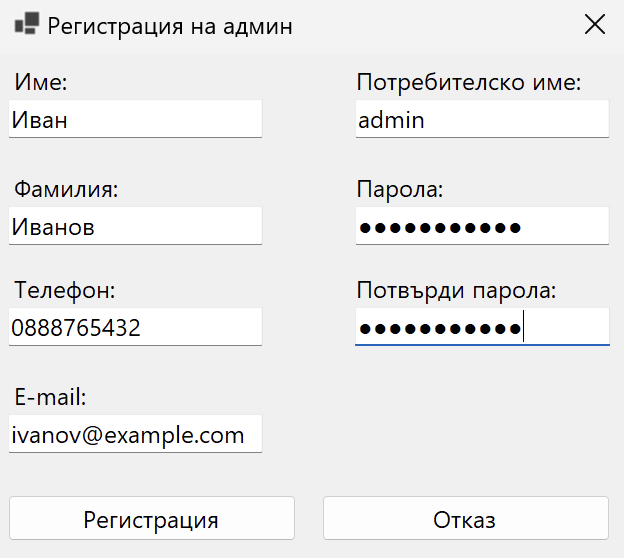 Регистрация на админ
Име:
Иван
Потребителско име:
admin
Фамилия:
Иванов
Парола:
●●●●●●●●●●●
Телефон:
0888765432
Потвърди парола:
●●●●●●●●●●●
E-mail:
ivanov@example.com
Регистрация
Отказ